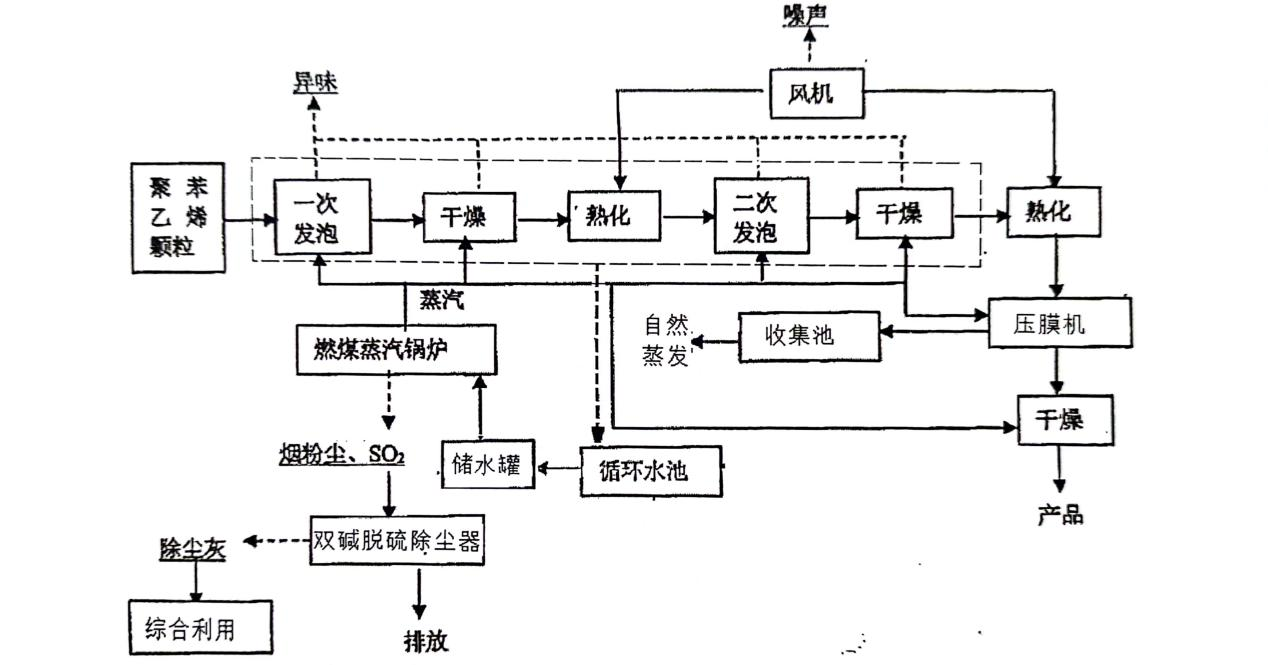 噪声
异味
风机
聚苯
乙烯
颗粒
一次
发泡
干燥
熟化
二次
发泡
干燥
熟化
蒸汽
燃煤蒸汽锅炉
自然
蒸发
收集池
压膜机
干燥
烟粉尘、SO₂
储水罐
循环水池
产品
除尘灰
双碱脱硫除尘器
综合利用
排放